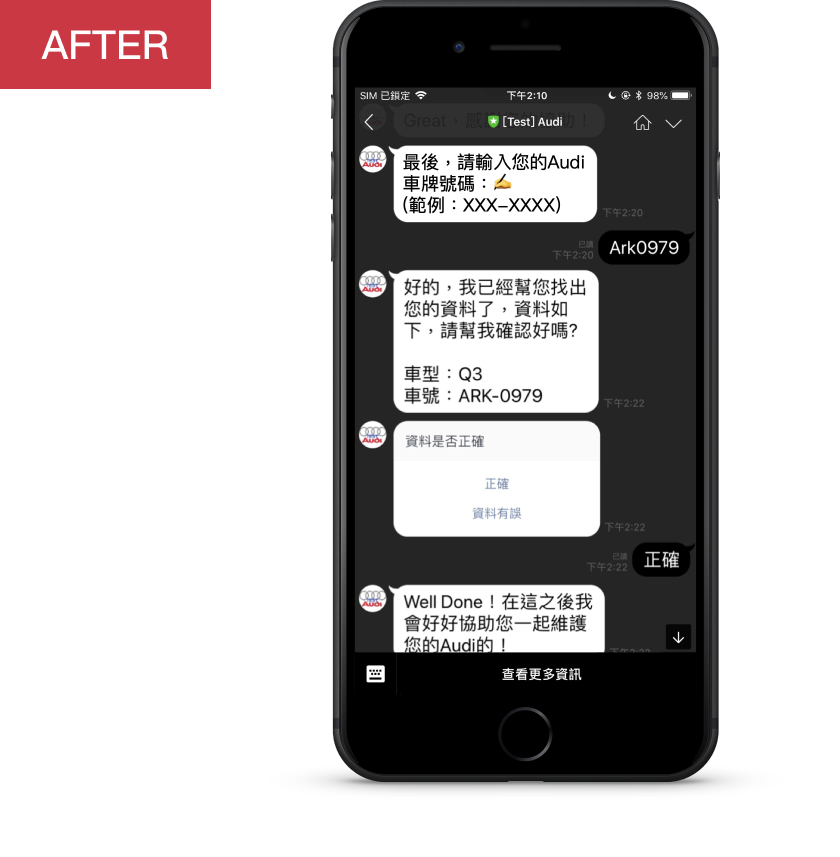 AFTER
SIM 已鎖定 下午2:10 98%
[Test] Audi
最後，請輸入您的Audi
車牌號碼：✍️
(範例：XXX–XXXX)
下午2:20
已讀
下午2:20
Ark0979
好的，我已經幫您找出
您的資料了，資料如
下，請幫我確認好嗎?
車型：Q3
車號：ARK-0979
下午2:22
資料是否正確
正確
資料有誤
下午2:22
已讀
下午2:22
正確
Well Done！在這之後我
會好好協助您一起維護
您的Audi的！
查看更多資訊